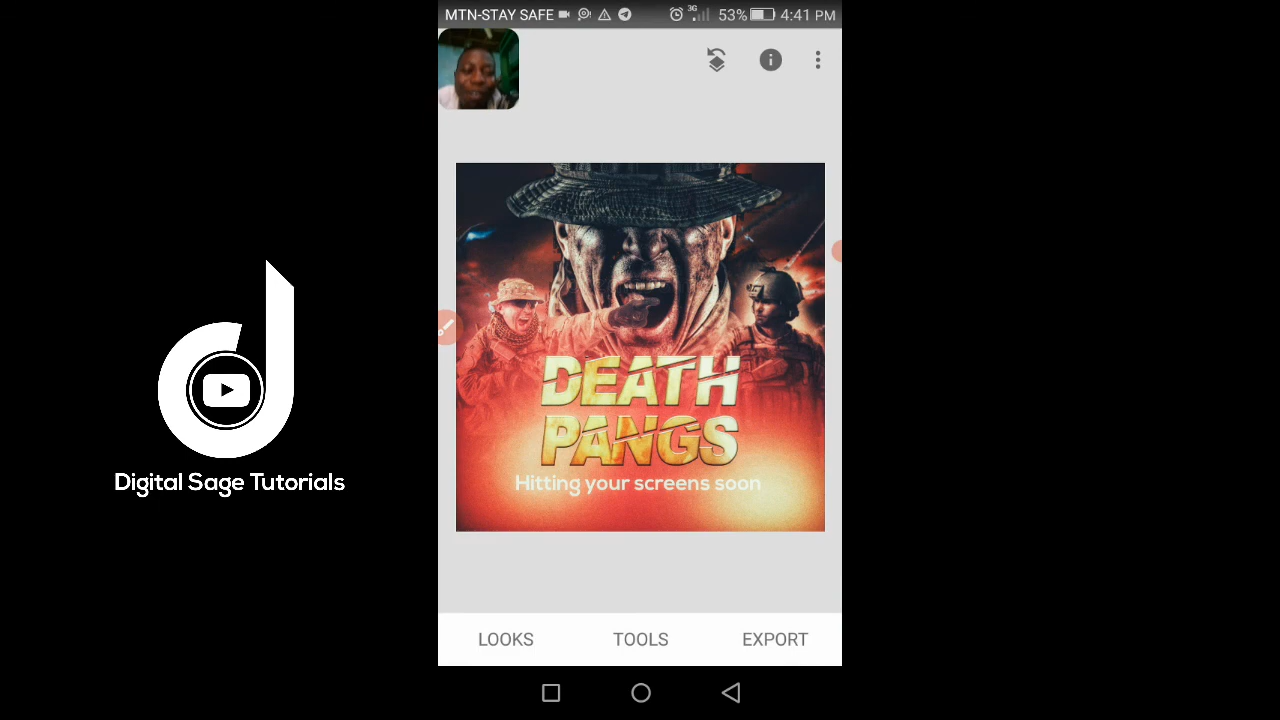 MTN-STAY SAFE
3G
53%
4:41 PM
DEATH
PANGS
Hitting your screens soon
Digital Sage Tutorials
LOOKS
TOOLS
EXPORT